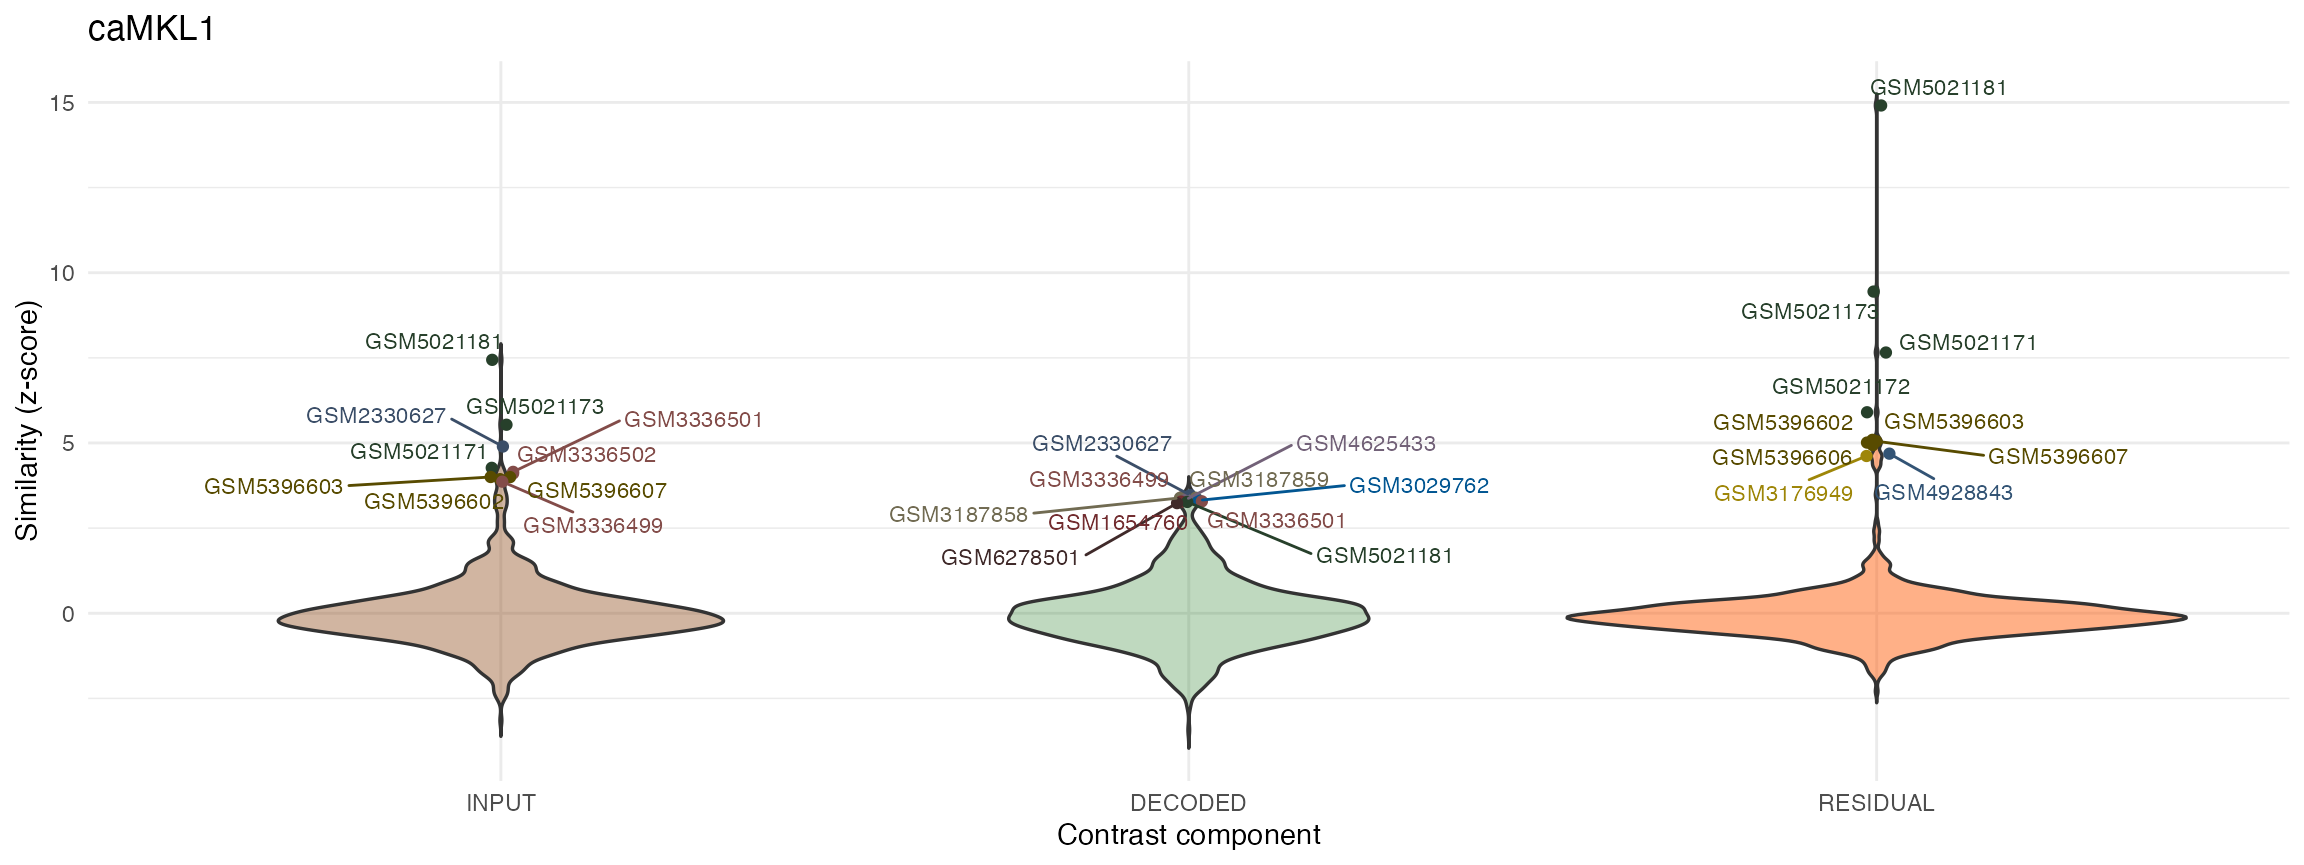 caMKL1
Similarity (z-score)
15
10
5
0
GSM5021181
GSM2330627
GSM5021173
GSM3336501
GSM5021171
GSM3336502
GSM5396603
GSM5396602
GSM5396607
GSM3336499
GSM2330627
GSM4625433
GSM3336499
GSM3187859
GSM3029762
GSM3187858
GSM1654760
GSM3336501
GSM6278501
GSM5021181
GSM5021181
GSM5021173
GSM5021171
GSM5021172
GSM5396602
GSM5396603
GSM5396606
GSM5396607
GSM3176949
GSM4928843
INPUT
DECODED
RESIDUAL
Contrast component